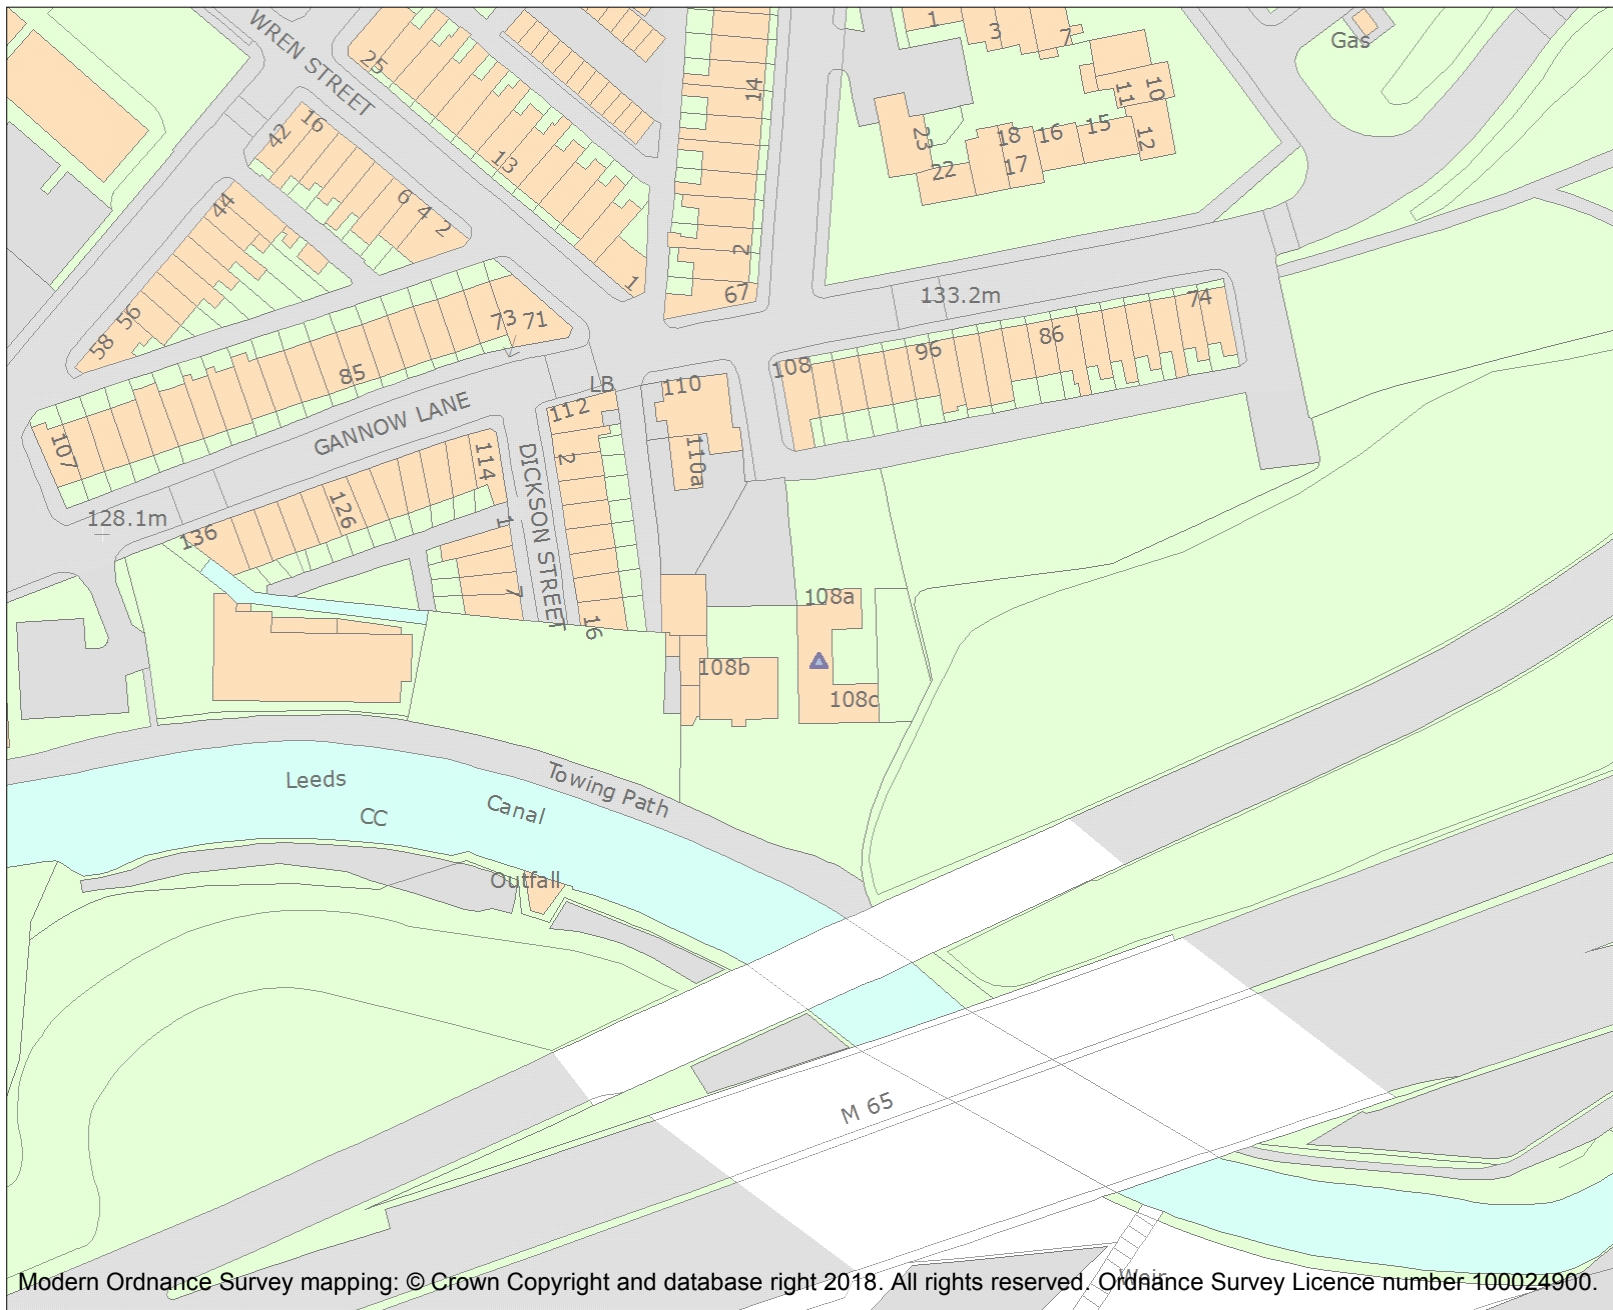 WREN STREET
25
13
1
42
16
6
4
2
44
56
58
14
2
67
1
3
7
10
11
12
15
16
18
17
22
23
Gas
133.2m
73
71
85
107
GANNOW LANE
LB
110
110a
112
2
16
DICKSON STREET
114
126
136
1
7
128.1m
108
96
86
74
108a
108b
108c
Leeds
CC
Canal
Towing Path
Outfall
M 65
Weir
Modern Ordnance Survey mapping: © Crown Copyright and database right 2018. All rights reserved. Ordnance Survey Licence number 100024900.